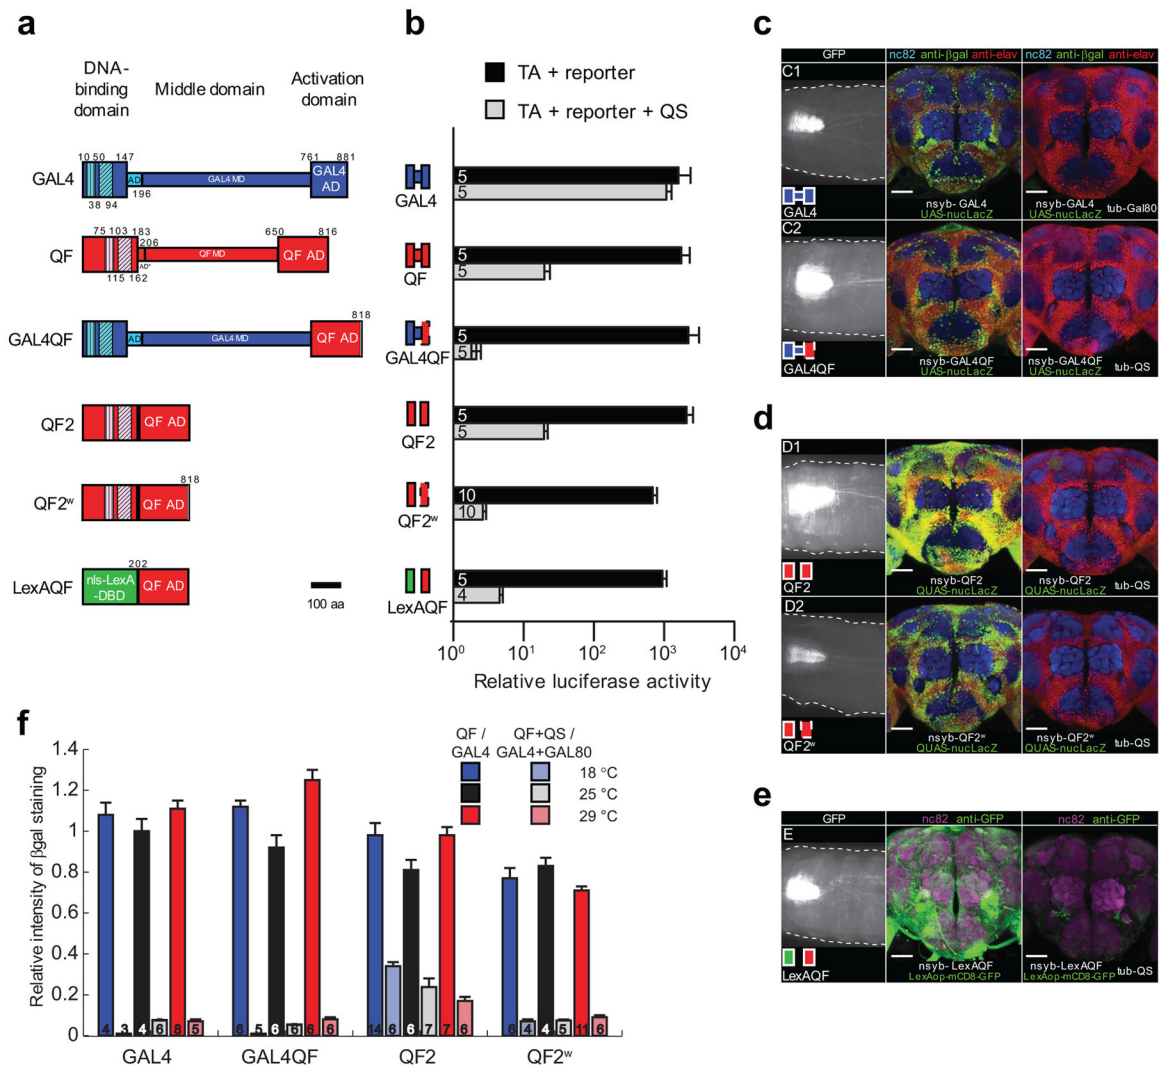 a
DNA-
binding
domain
Middle domain
Activation
domain
GAL4
10 50 147 761 881
AD GAL4 MD GAL4
AD
38 94 196
QF
75 103 183 650 816
206
QF MD QF AD
AD*
115 162
GAL4QF
818
AD GAL4 MD QF AD
QF2
QF AD
QF2w
818
QF AD
LexAQF
202
nls-LexA
-DBD
QF AD
100 aa
b
TA + reporter
TA + reporter + QS
5
5
GAL4
5
5
QF
5
5
GAL4QF
5
5
QF2
10
10
QF2w
5
4
LexAQF
10⁰ 10¹ 10² 10³ 10⁴
Relative luciferase activity
c
GFP nc82 anti-βgal anti-elav nc82 anti-βgal anti-elav
C1
GAL4
nsyb- GAL4
UAS-nucLacZ
nsyb-GAL4
UAS-nucLacZ
tub-Gal80
C2
GAL4QF
nsyb-GAL4QF
UAS-nucLacZ
nsyb-GAL4QF
UAS-nucLacZ
tub-QS
d
D1
QF2
nsyb-QF2
QUAS-nucLacZ
nsyb-QF2
QUAS-nucLacZ
tub-QS
D2
QF2w
nsyb-QF2w
QUAS-nucLacZ
nsyb-QF2w
QUAS-nucLacZ
tub-QS
e
GFP nc82 anti-GFP nc82 anti-GFP
E
LexAQF
nsyb-LexAQF
LexAop-mCD8-GFP
nsyb-LexAQF
LexAop-mCD8-GFP
tub-QS
f
QF /
GAL4
QF+QS /
GAL4+GAL80
18 °C
25 °C
29 °C
Relative intensity of βgal staining
1.4
1.2
1
0.8
0.6
0.4
0.2
0
4 3 4 6 8 5
6 5 6 6 6 6
14 6 6 7 7 6
6 4 4 5 11 6
GAL4 GAL4QF QF2 QF2w